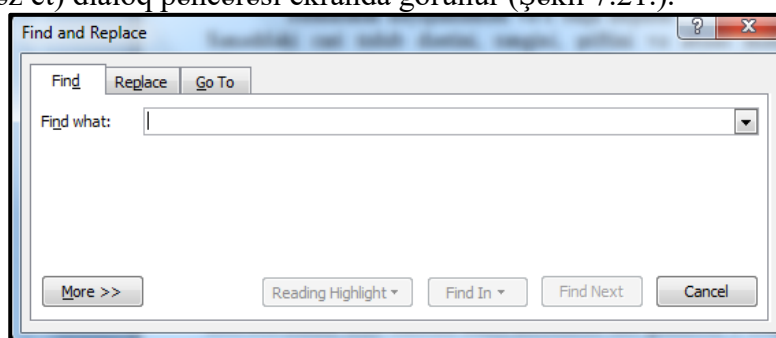 et) dialoq pəncərəsi ekranda görünür (Şəkil 7.21.).
Find and Replace
Find Replace Go To
Find what:
More >> Reading Highlight Find In Find Next Cancel